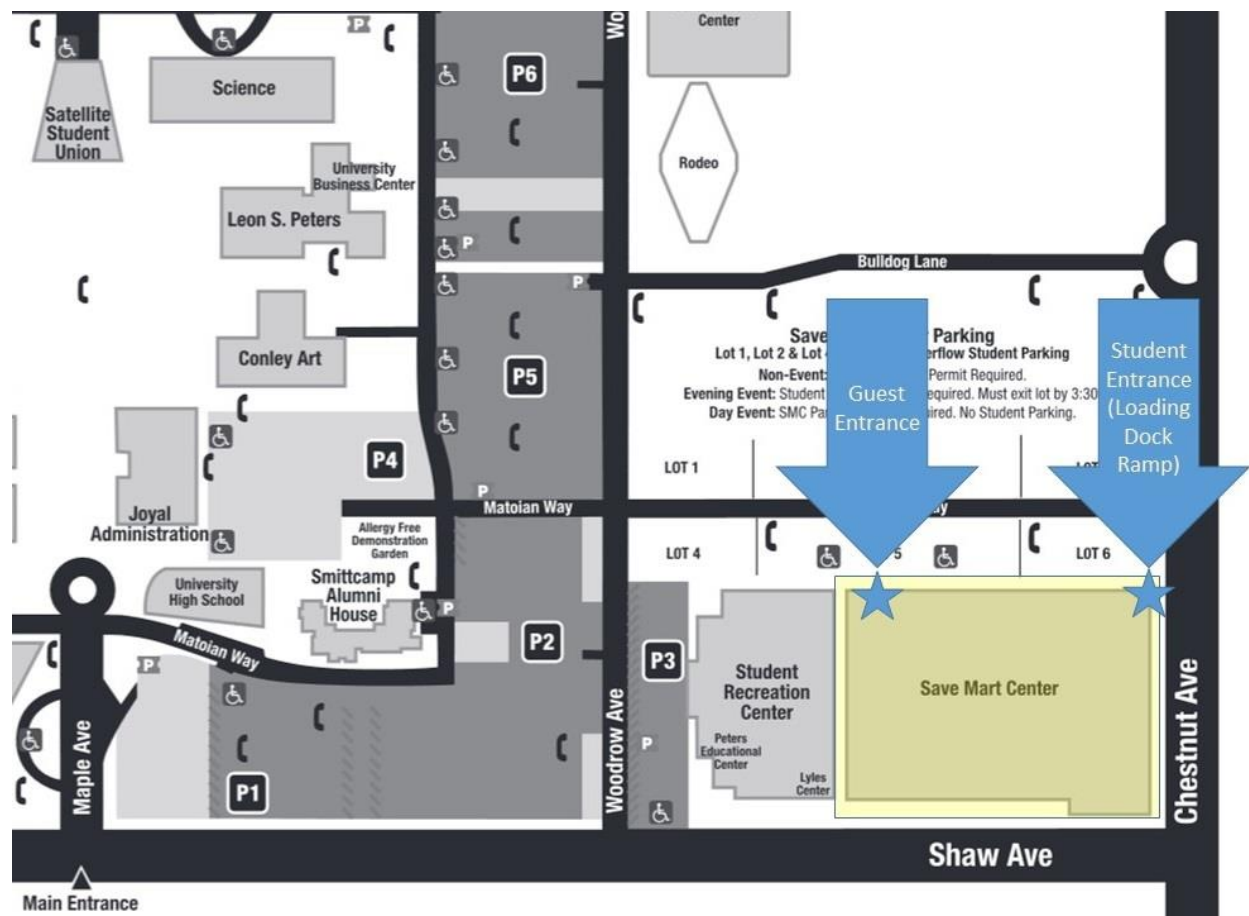 Wo
Center
P6
Science
Satellite
Student
Union
University
Business Center
Rodeo
Leon S. Peters
P
Bulldog Lane
P
Save
Parking
Lot 1, Lot 2 & Lot
Student Parking
Non-Event:
Permit Required.
Evening Event: Student
Must exit lot by 3:30
Day Event: SMC
No Student Parking.
Guest
Entrance
Student
Entrance
(Loading
Dock
Ramp)
Conley Art
P5
P4
LOT 1
P
Matoian Way
Joyal
Administration
Allergy Free
Demonstration
Garden
LOT 4
5
LOT 6
University
High School
Smittcamp
Alumni
House
P
Matoian Way
P
P2
P3
Student
Recreation
Center
Save Mart Center
Peters
Educational
Center
Lyles
Center
P
P1
Maple Ave
Woodrow Ave
Chestnut Ave
Shaw Ave
Main Entrance